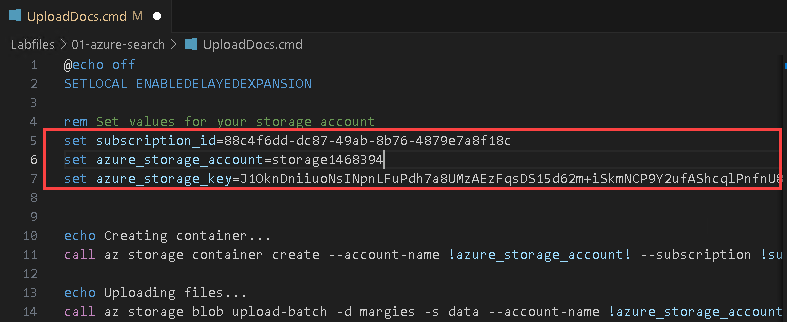 UploadDocs.cmd M
Labfiles > 01-azure-search > UploadDocs.cmd
1 @echo off
2 SETLOCAL ENABLEDELAYEDEXPANSION
3
4 rem Set values for your storage account
5 set subscription_id=88c4f6dd-dc87-49ab-8b76-4879e7a8f18c
6 set azure_storage_account=storage1468394
7 set azure_storage_key=J1OknDniiuoNsINpnLFuPdh7a8UMzAEzFqsDS15d62m+iSkmNCP9Y2ufAShcqlPnfnU
8
9
10 echo Creating container...
11 call az storage container create --account-name !azure_storage_account! --subscription !su
12
13 echo Uploading files...
14 call az storage blob upload-batch -d margies -s data --account-name !azure_storage_account